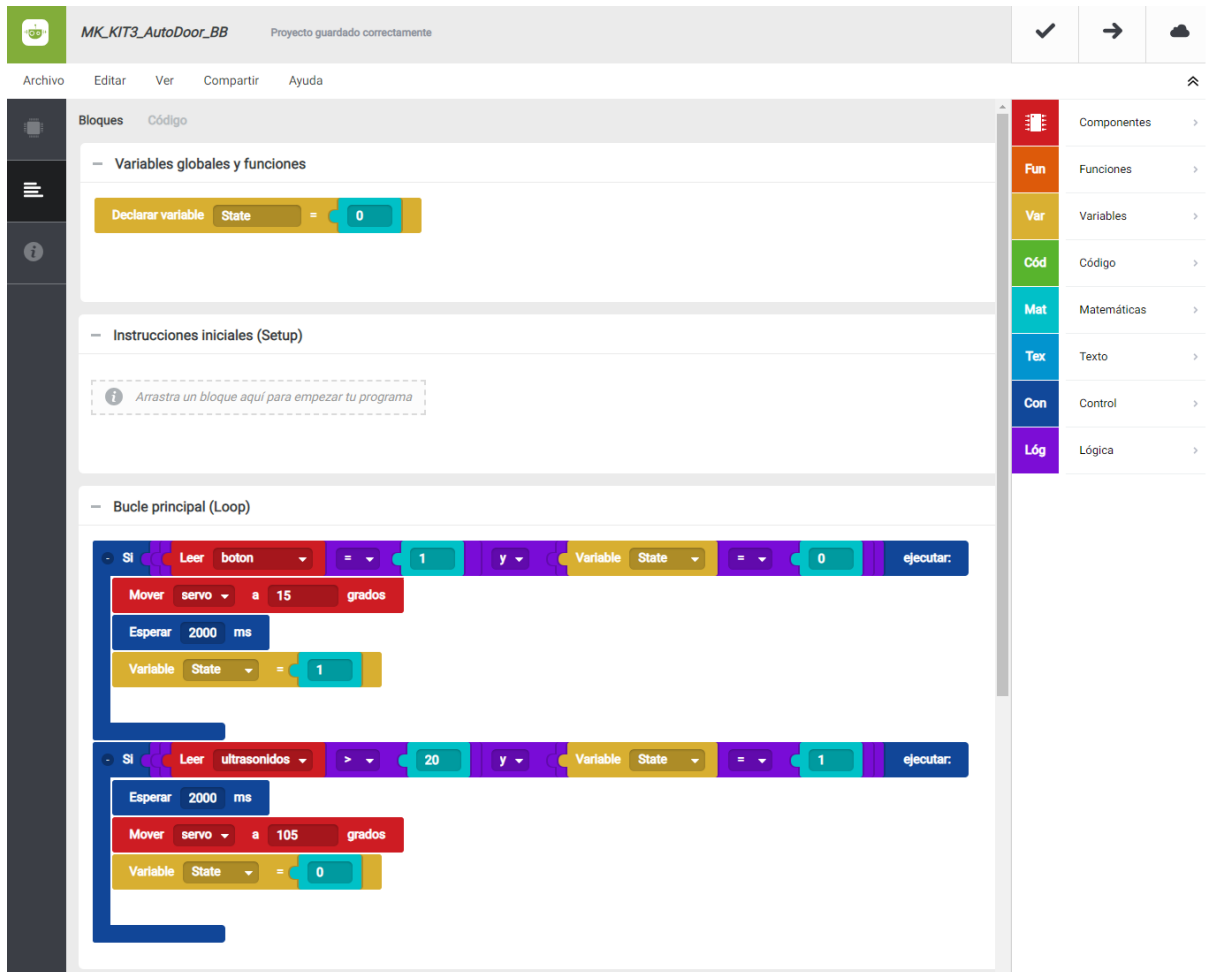 MK_KIT3_AutoDoor_BB Proyecto guardado correctamente
Archivo Editar Ver Compartir Ayuda
Bloques Código
Variables globales y funciones
Declarar variable State = 0
Instrucciones iniciales (Setup)
Arrastra un bloque aquí para empezar tu programa
Bucle principal (Loop)
Si Leer boton = 1 y Variable State = 0 ejecutar:
Mover servo a 15 grados
Esperar 2000 ms
Variable State = 1
Si Leer ultrasonidos > 20 y Variable State = 1 ejecutar:
Esperar 2000 ms
Mover servo a 105 grados
Variable State = 0
Componentes
Fun Funciones
Var Variables
Cód Código
Mat Matemáticas
Tex Texto
Con Control
Lóg Lógica